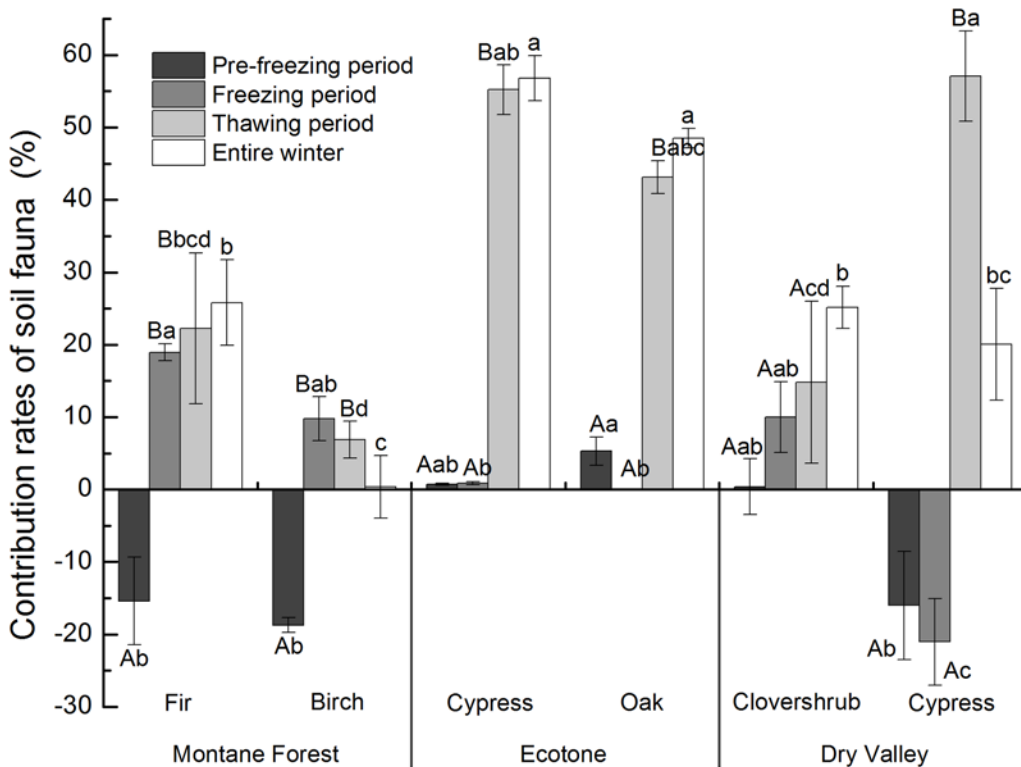 Contribution rates of soil fauna (%)
60
50
40
30
20
10
0
-10
-20
-30
Pre-freezing period
Freezing period
Thawing period
Entire winter
Ab
Ba
Bbcd
b
Ab
Bab
Bd
c
Aab
Ab
Bab
a
Aa
Ab
Babc
a
Aab
Aab
Acd
b
Ab
Ac
Ba
bc
Fir Birch Cypress Oak Clovershrub Cypress
Montane Forest Ecotone Dry Valley